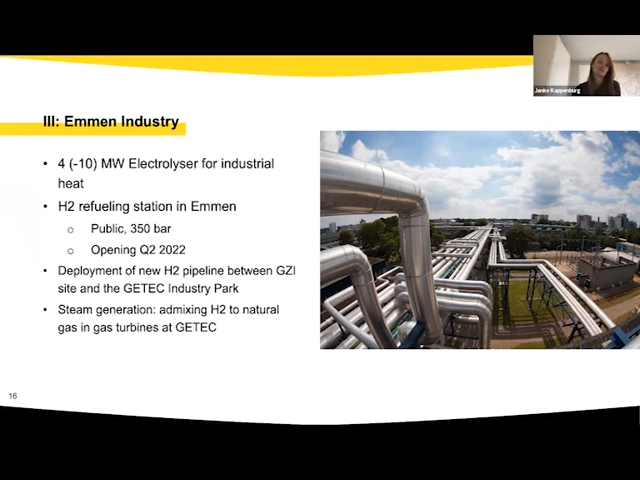 Janike Kappenburg
III: Emmen Industry
• 4 (-10) MW Electrolyser for industrial
heat
• H2 refueling station in Emmen
o Public, 350 bar
o Opening Q2 2022
• Deployment of new H2 pipeline between GZI
site and the GETEC Industry Park
• Steam generation: admixing H2 to natural
gas in gas turbines at GETEC
16